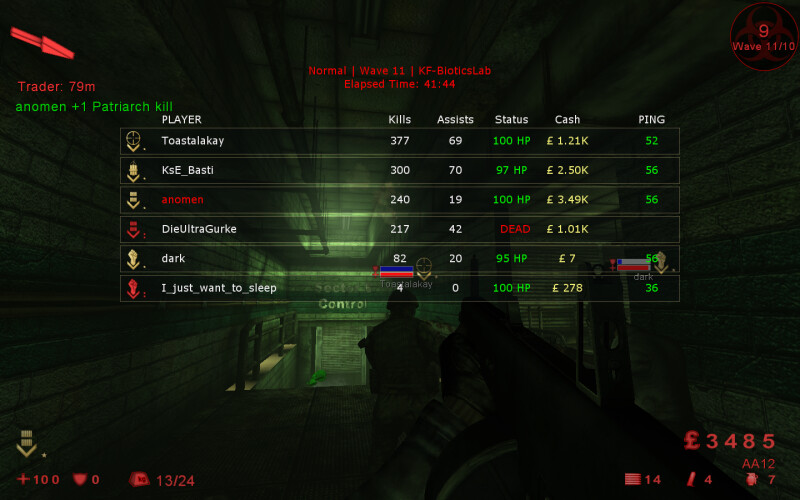 9
Wave 11/10
Normal | Wave 11 | KF-BioticsLab
Elapsed Time: 41:44
Trader: 79m
anomen +1 Patriarch kill
PLAYER Kills Assists Status Cash PING
Toastalakay 377 69 100 HP £ 1.21K 52
KsE_Basti 300 70 97 HP £ 2.50K 56
anomen 240 19 100 HP £ 3.49K 56
DieUltraGurke 217 42 DEAD £ 1.01K
dark 82 20 95 HP £ 7 56
Toastalakay
dark
I_just_want_to_sleep 4 0 100 HP £ 278 36
Control
£3485
AA12
100 0 13/24 14 4 7